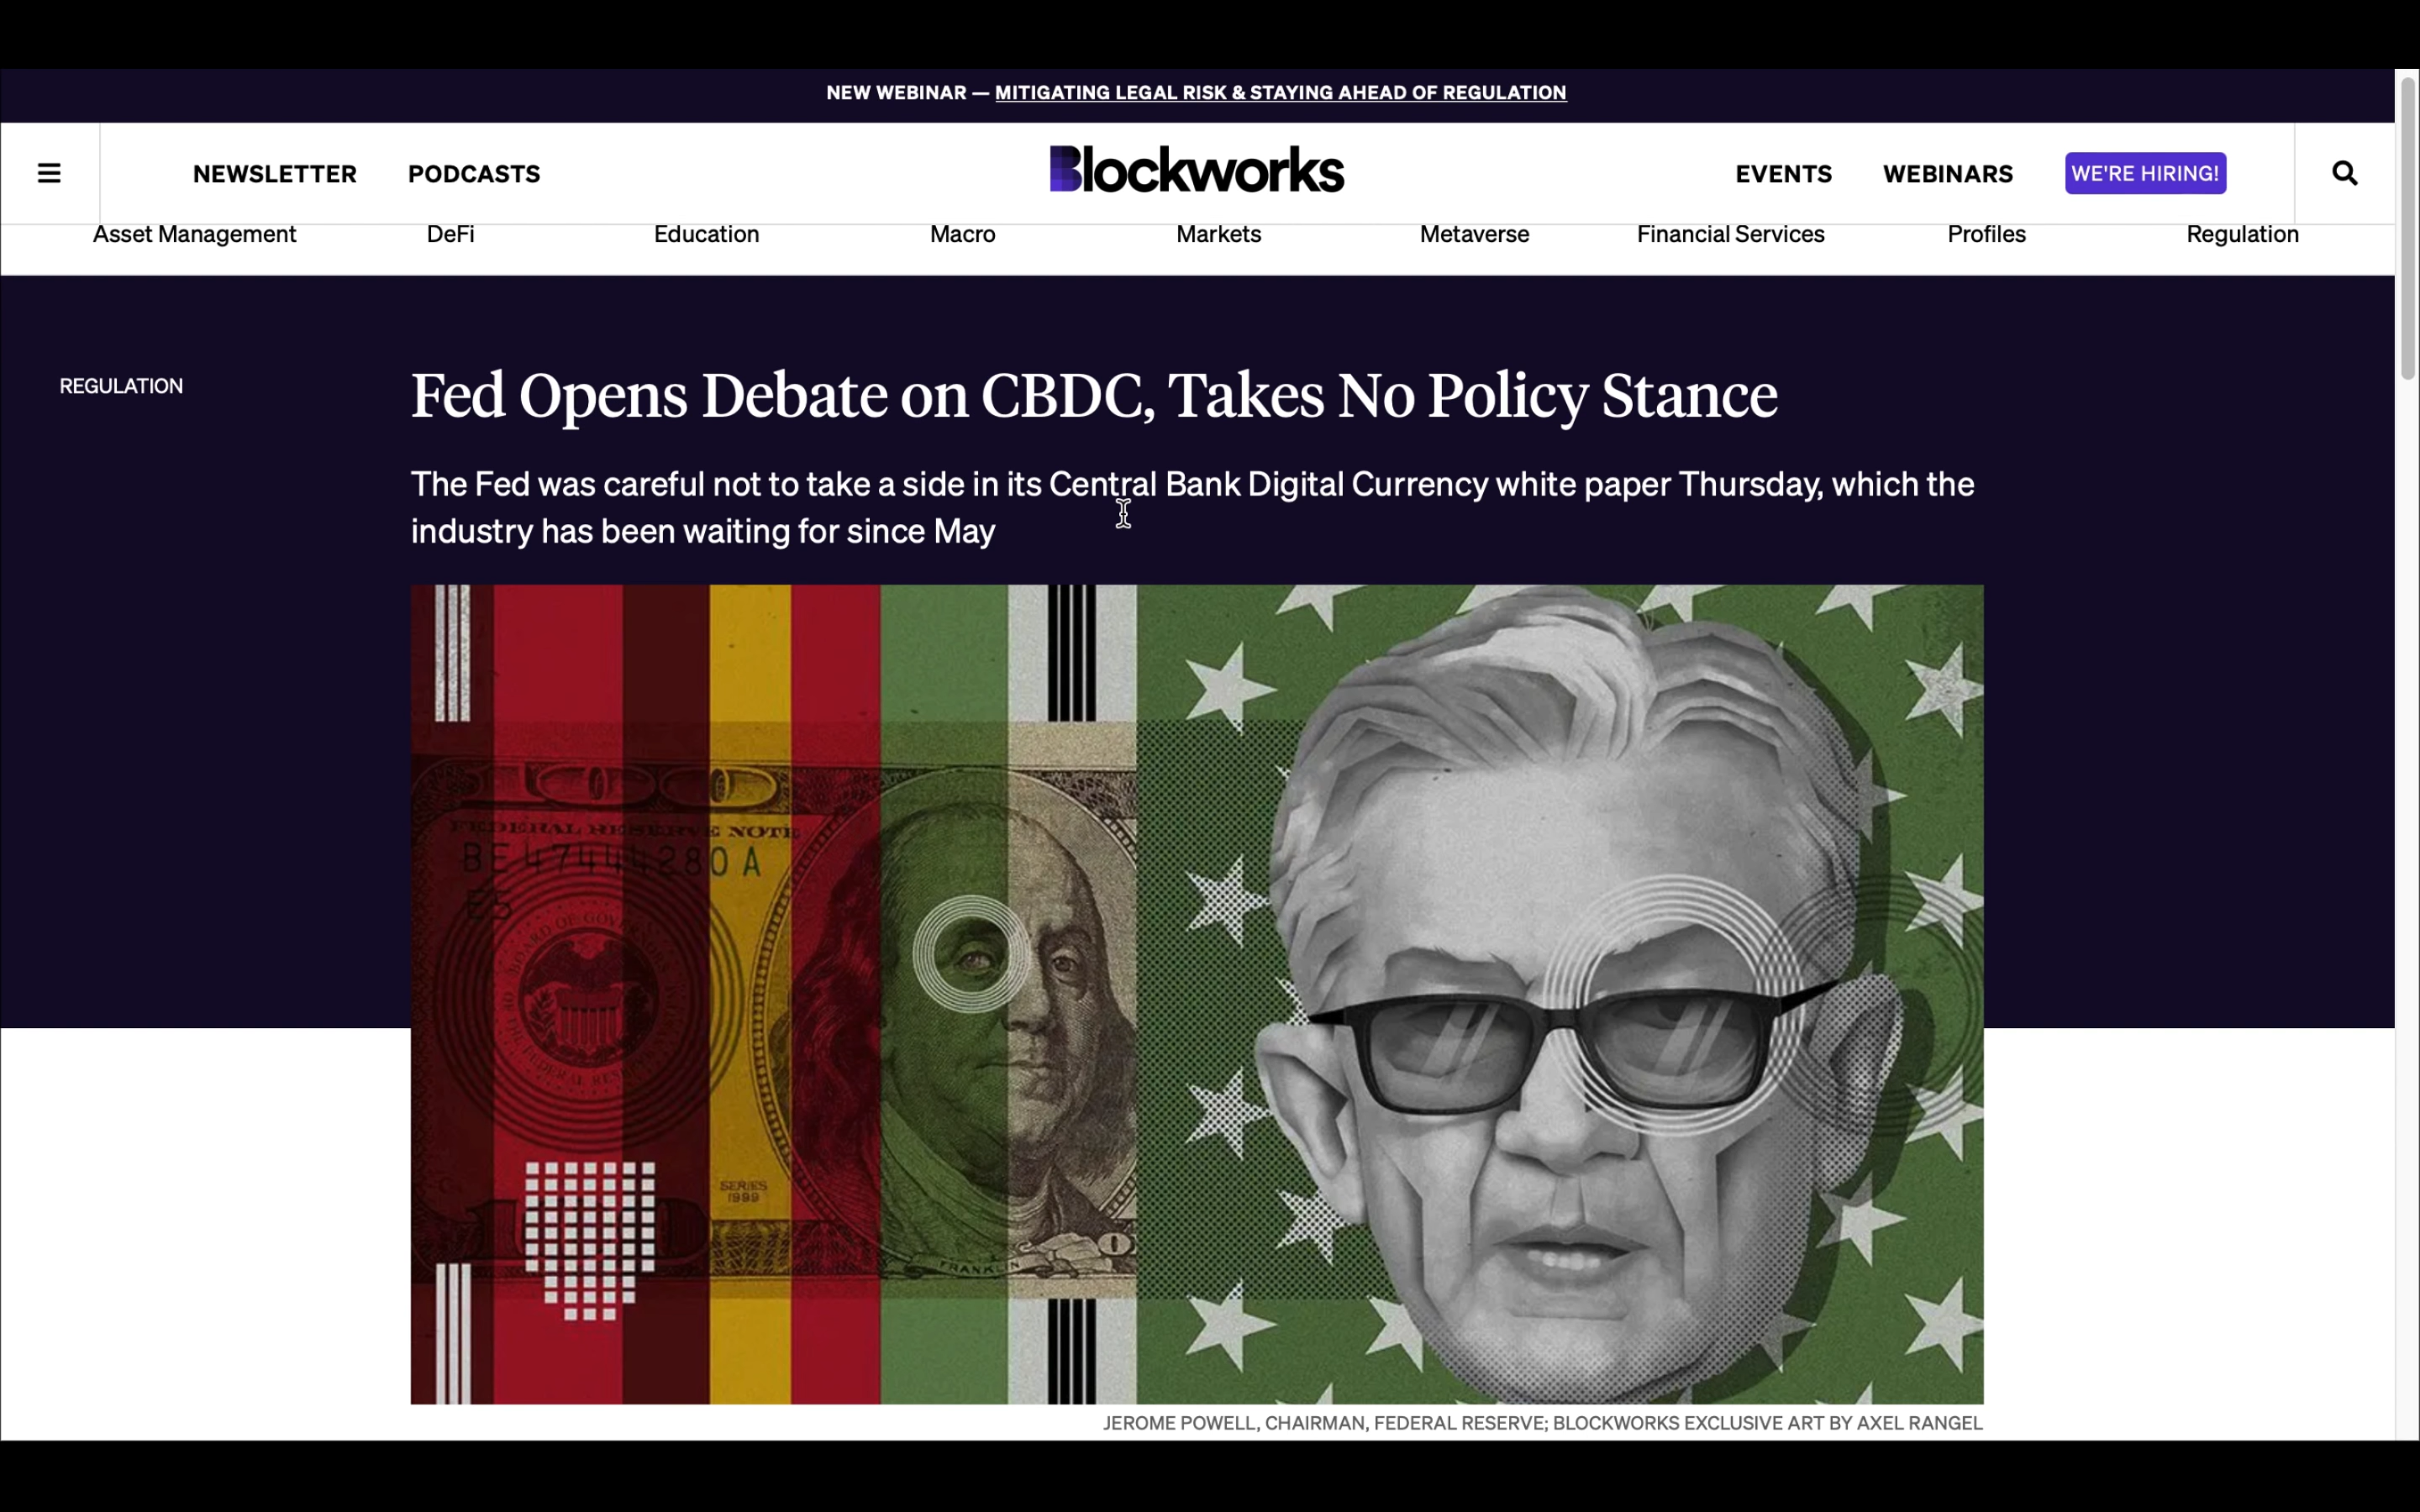 NEW WEBINAR — MITIGATING LEGAL RISK & STAYING AHEAD OF REGULATION
NEWSLETTER PODCASTS Blockworks EVENTS WEBINARS WE'RE HIRING!
Asset Management DeFi Education Macro Markets Metaverse Financial Services Profiles Regulation
REGULATION
Fed Opens Debate on CBDC, Takes No Policy Stance
The Fed was careful not to take a side in its Central Bank Digital Currency white paper Thursday, which the
industry has been waiting for since May
FEDERAL RESERVE NOTE
BE47444280A
E5
SERIES
1999
FRANKLIN
JEROME POWELL, CHAIRMAN, FEDERAL RESERVE; BLOCKWORKS EXCLUSIVE ART BY AXEL RANGEL